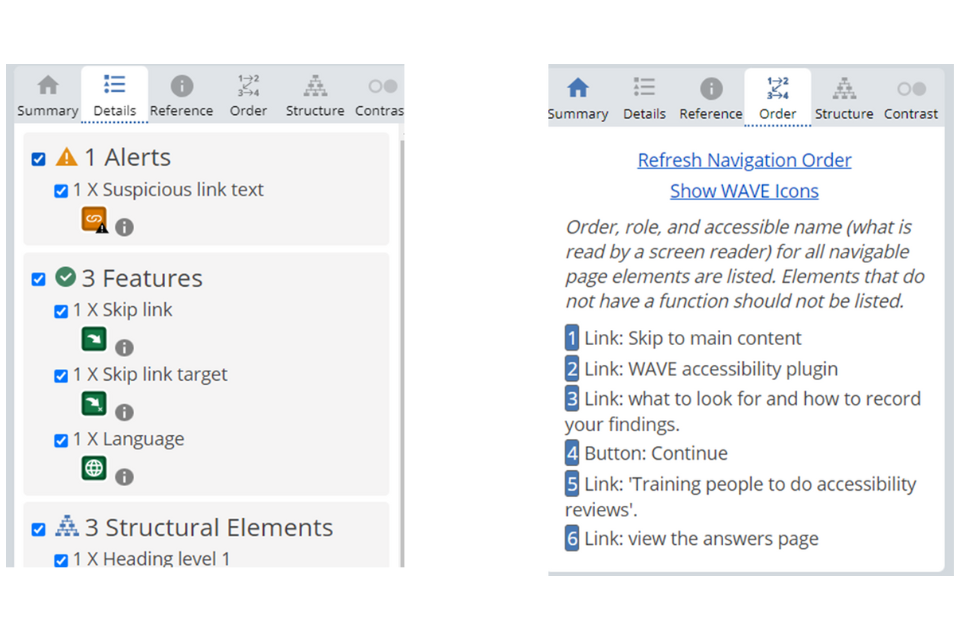 Summary Details Reference Order Structure Contras
1 Alerts
1 X Suspicious link text
3 Features
1 X Skip link
1 X Skip link target
1 X Language
3 Structural Elements
1 X Heading level 1
Summary Details Reference Order Structure Contrast
Refresh Navigation Order
Show WAVE Icons
Order, role, and accessible name (what is
read by a screen reader) for all navigable
page elements are listed. Elements that do
not have a function should not be listed.
1 Link: Skip to main content
2 Link: WAVE accessibility plugin
3 Link: what to look for and how to record
your findings.
4 Button: Continue
5 Link: 'Training people to do accessibility
reviews'.
6 Link: view the answers page